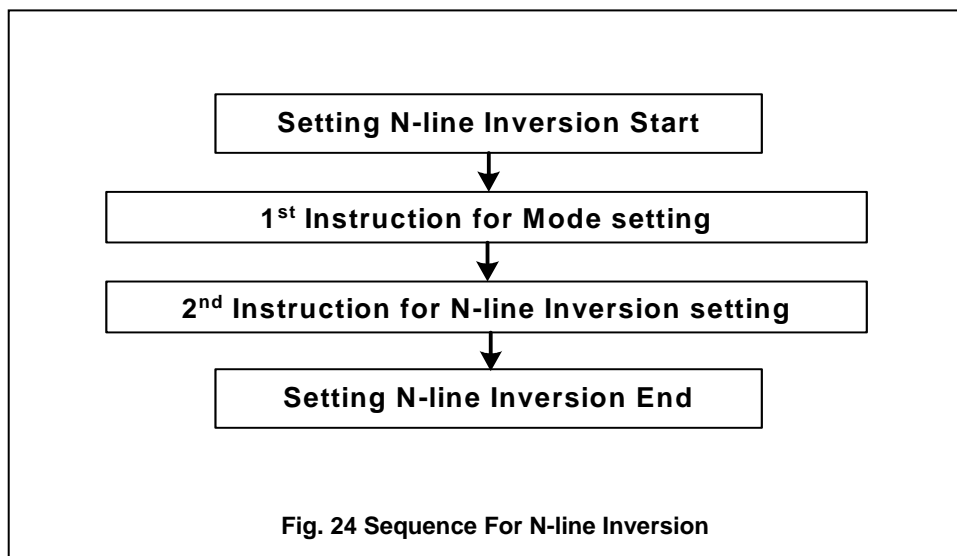 Setting N-line Inversion Start
1st Instruction for Mode setting
2nd Instruction for N-line Inversion setting
Setting N-line Inversion End
Fig. 24 Sequence For N-line Inversion